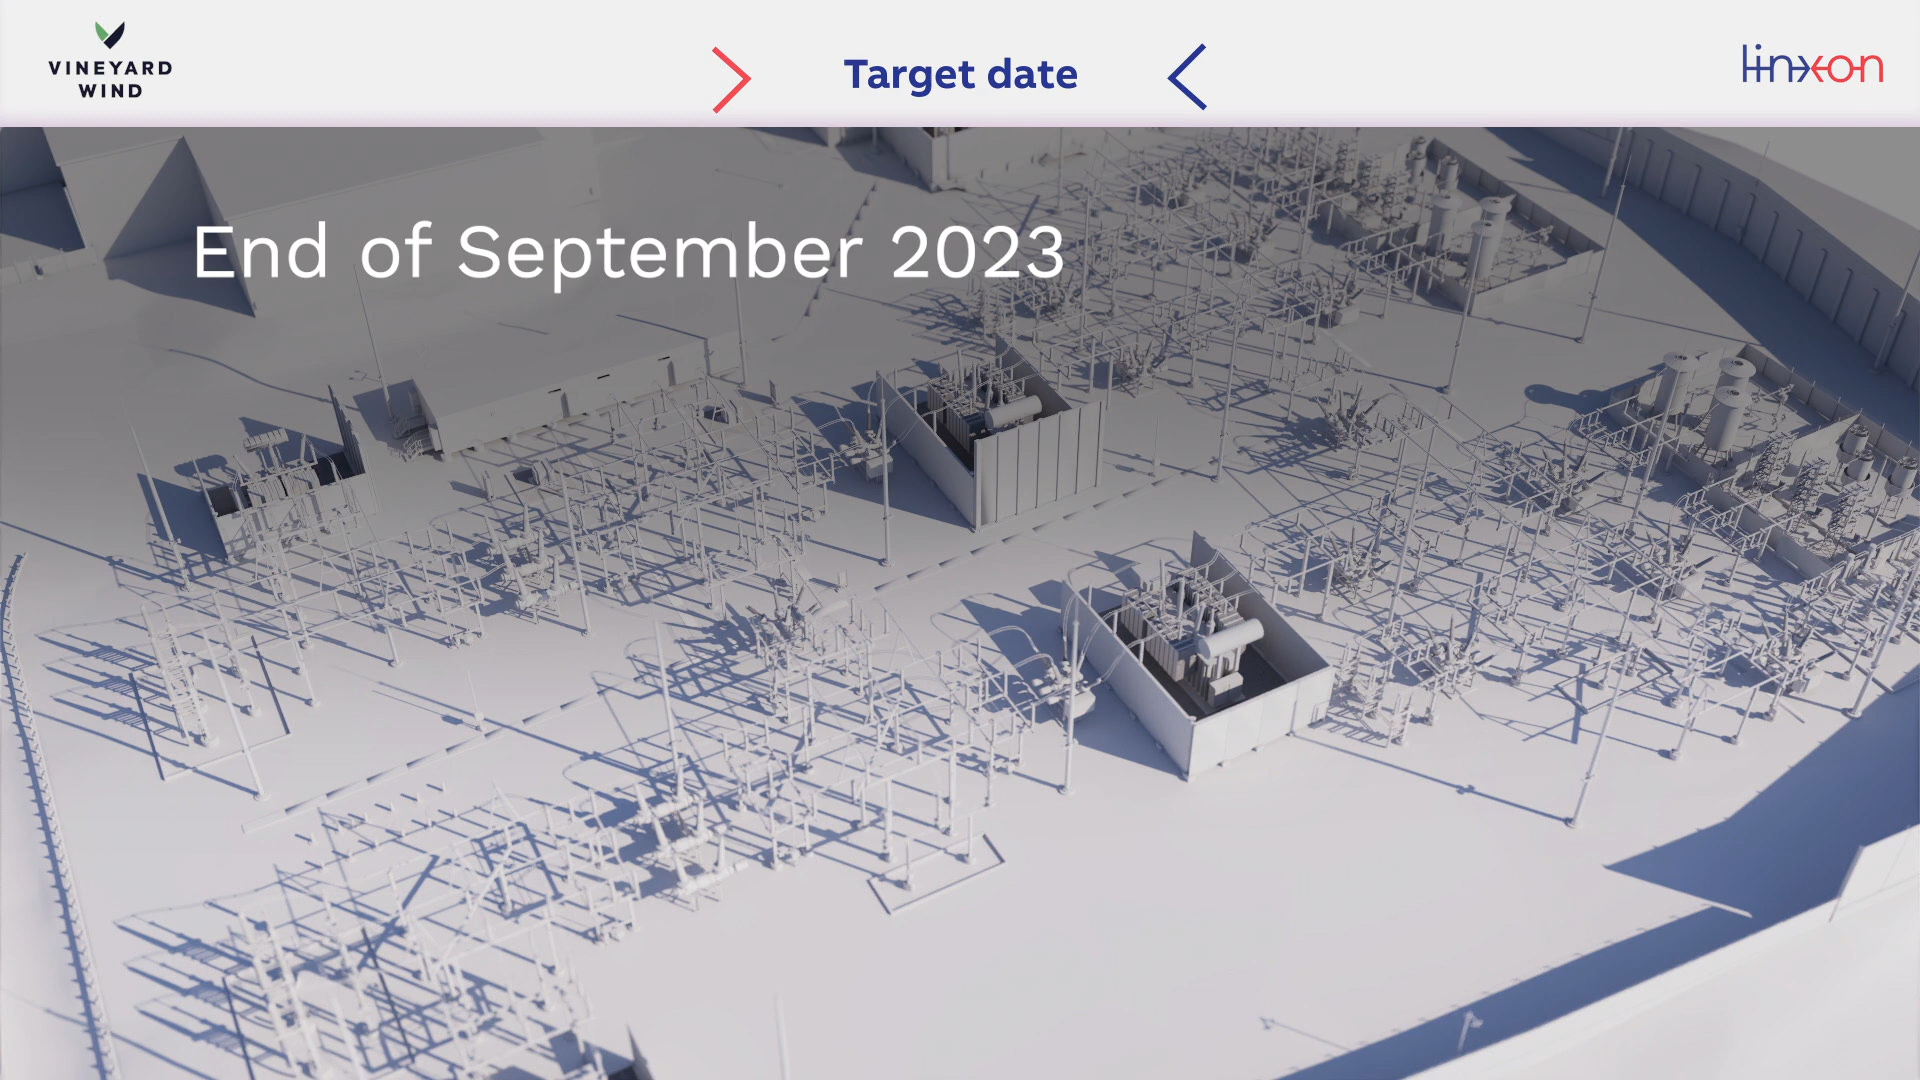 VINEYARD
WIND
Target date
linxon
End of September 2023